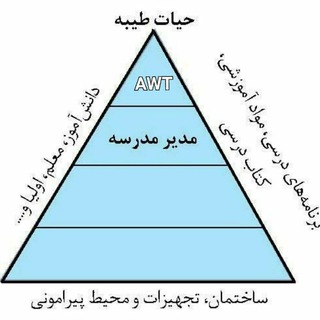 حیات طیبه
AWT
مدیر مدرسه
دانش‌آموز، معلم، اولیا و....
برنامه‌های درسی، مواد آموزشی،
کتاب درسی
ساختمان، تجهیزات و محیط پیرامونی